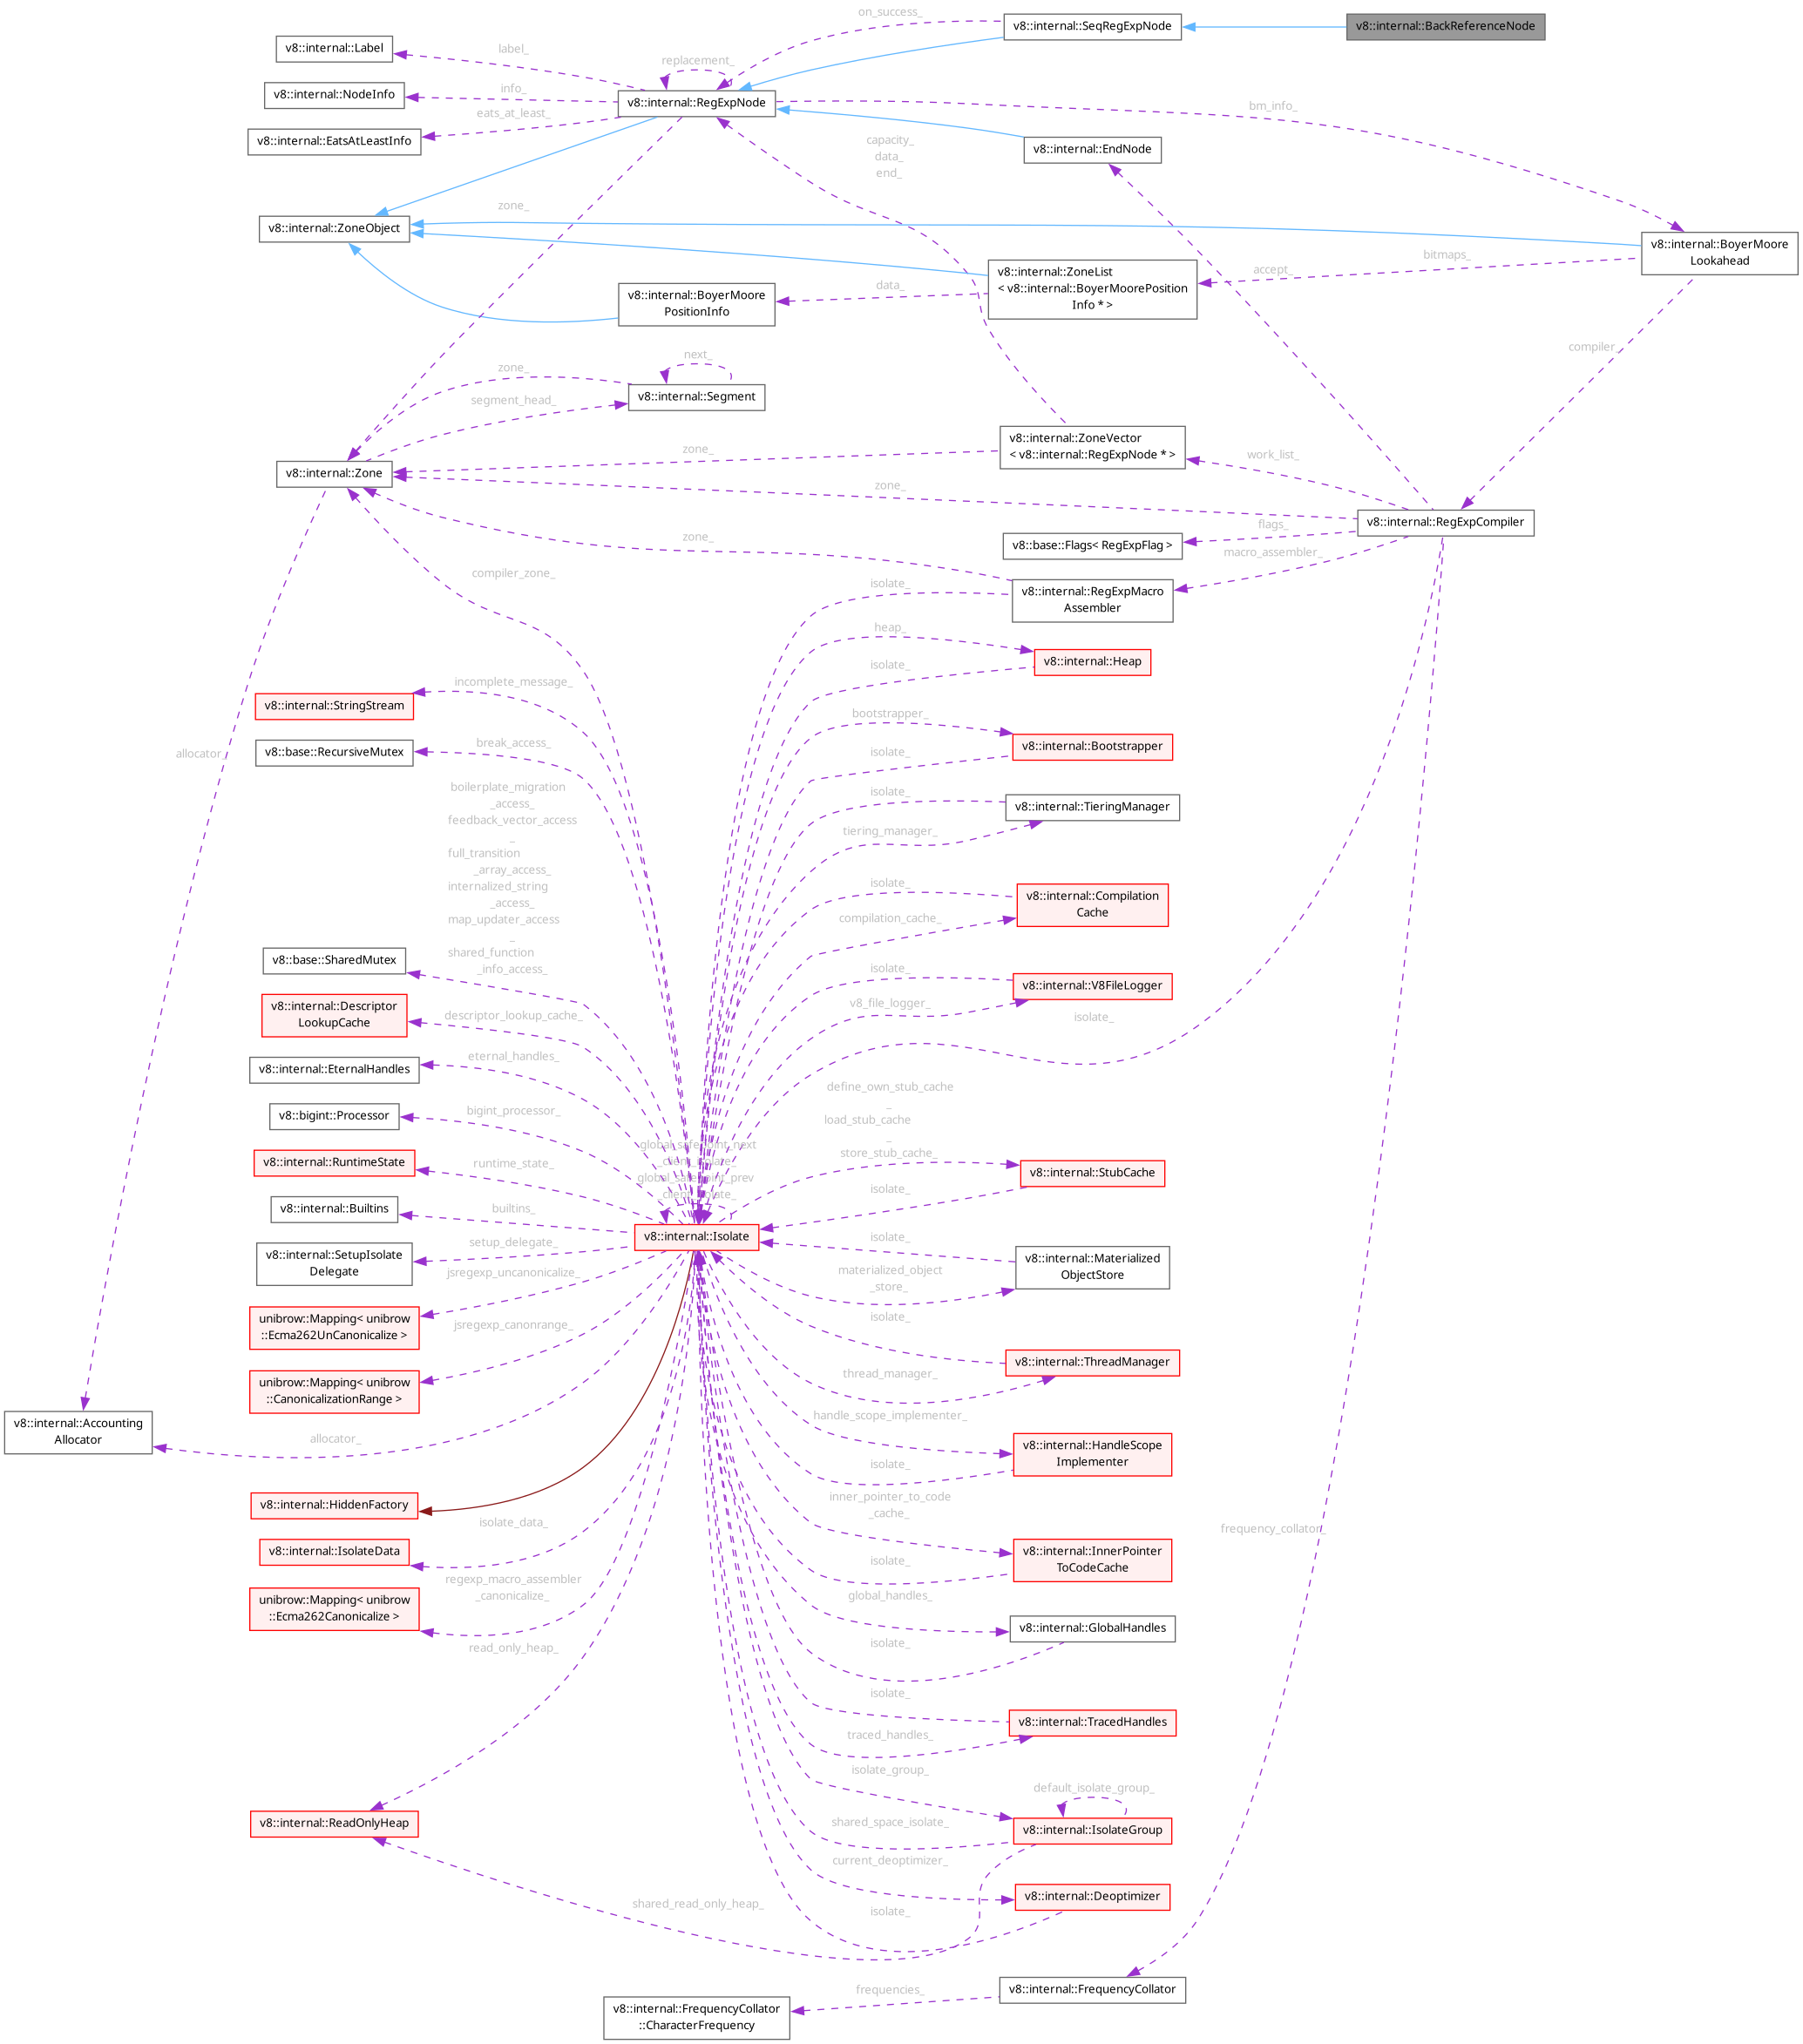 on_success_
v8::internal::SeqRegExpNode
v8::internal::BackReferenceNode
v8::internal::Label
label_
replacement_
v8::internal::NodeInfo
info_
v8::internal::RegExpNode
bm_info_
eats_at_least_
v8::internal::EatsAtLeastInfo
capacity_
data_
end_
v8::internal::EndNode
zone_
v8::internal::ZoneObject
v8::internal::BoyerMoore
Lookahead
bitmaps_
accept_
v8::internal::ZoneList
< v8::internal::BoyerMoorePosition
Info * >
data_
v8::internal::BoyerMoore
PositionInfo
compiler_
next_
zone_
v8::internal::Segment
segment_head_
v8::internal::ZoneVector
< v8::internal::RegExpNode * >
zone_
work_list_
v8::internal::Zone
zone_
v8::internal::RegExpCompiler
flags_
v8::base::Flags< RegExpFlag >
zone_
macro_assembler_
compiler_zone_
isolate_
v8::internal::RegExpMacro
Assembler
heap_
v8::internal::Heap
isolate_
incomplete_message_
v8::internal::StringStream
bootstrapper_
v8::internal::Bootstrapper
break_access_
v8::base::RecursiveMutex
allocator_
isolate_
boilerplate_migration
_access_
feedback_vector_access
_
full_transition
_array_access_
internalized_string
_access_
map_updater_access
_
shared_function
_info_access_
isolate_
v8::internal::TieringManager
tiering_manager_
isolate_
v8::internal::Compilation
Cache
compilation_cache_
v8::base::SharedMutex
isolate_
v8::internal::V8FileLogger
v8_file_logger_
v8::internal::Descriptor
LookupCache
descriptor_lookup_cache_
isolate_
eternal_handles_
v8::internal::EternalHandles
define_own_stub_cache
_
load_stub_cache
_
store_stub_cache_
bigint_processor_
v8::bigint::Processor
global_safepoint_next
_client_isolate_
global_safepoint_prev
_client_isolate_
runtime_state_
v8::internal::RuntimeState
v8::internal::StubCache
isolate_
builtins_
v8::internal::Builtins
v8::internal::Isolate
isolate_
setup_delegate_
v8::internal::SetupIsolate
Delegate
v8::internal::Materialized
ObjectStore
materialized_object
_store_
jsregexp_uncanonicalize_
unibrow::Mapping< unibrow
::Ecma262UnCanonicalize >
jsregexp_canonrange_
isolate_
v8::internal::ThreadManager
thread_manager_
unibrow::Mapping< unibrow
::CanonicalizationRange >
v8::internal::Accounting
Allocator
allocator_
handle_scope_implementer_
v8::internal::HandleScope
Implementer
isolate_
v8::internal::HiddenFactory
inner_pointer_to_code
_cache_
isolate_data_
frequency_collator_
v8::internal::IsolateData
v8::internal::InnerPointer
ToCodeCache
isolate_
regexp_macro_assembler
_canonicalize_
unibrow::Mapping< unibrow
::Ecma262Canonicalize >
global_handles_
v8::internal::GlobalHandles
isolate_
read_only_heap_
isolate_
v8::internal::TracedHandles
traced_handles_
isolate_group_
default_isolate_group_
v8::internal::ReadOnlyHeap
shared_space_isolate_
v8::internal::IsolateGroup
current_deoptimizer_
v8::internal::Deoptimizer
shared_read_only_heap_
isolate_
frequencies_
v8::internal::FrequencyCollator
v8::internal::FrequencyCollator
::CharacterFrequency